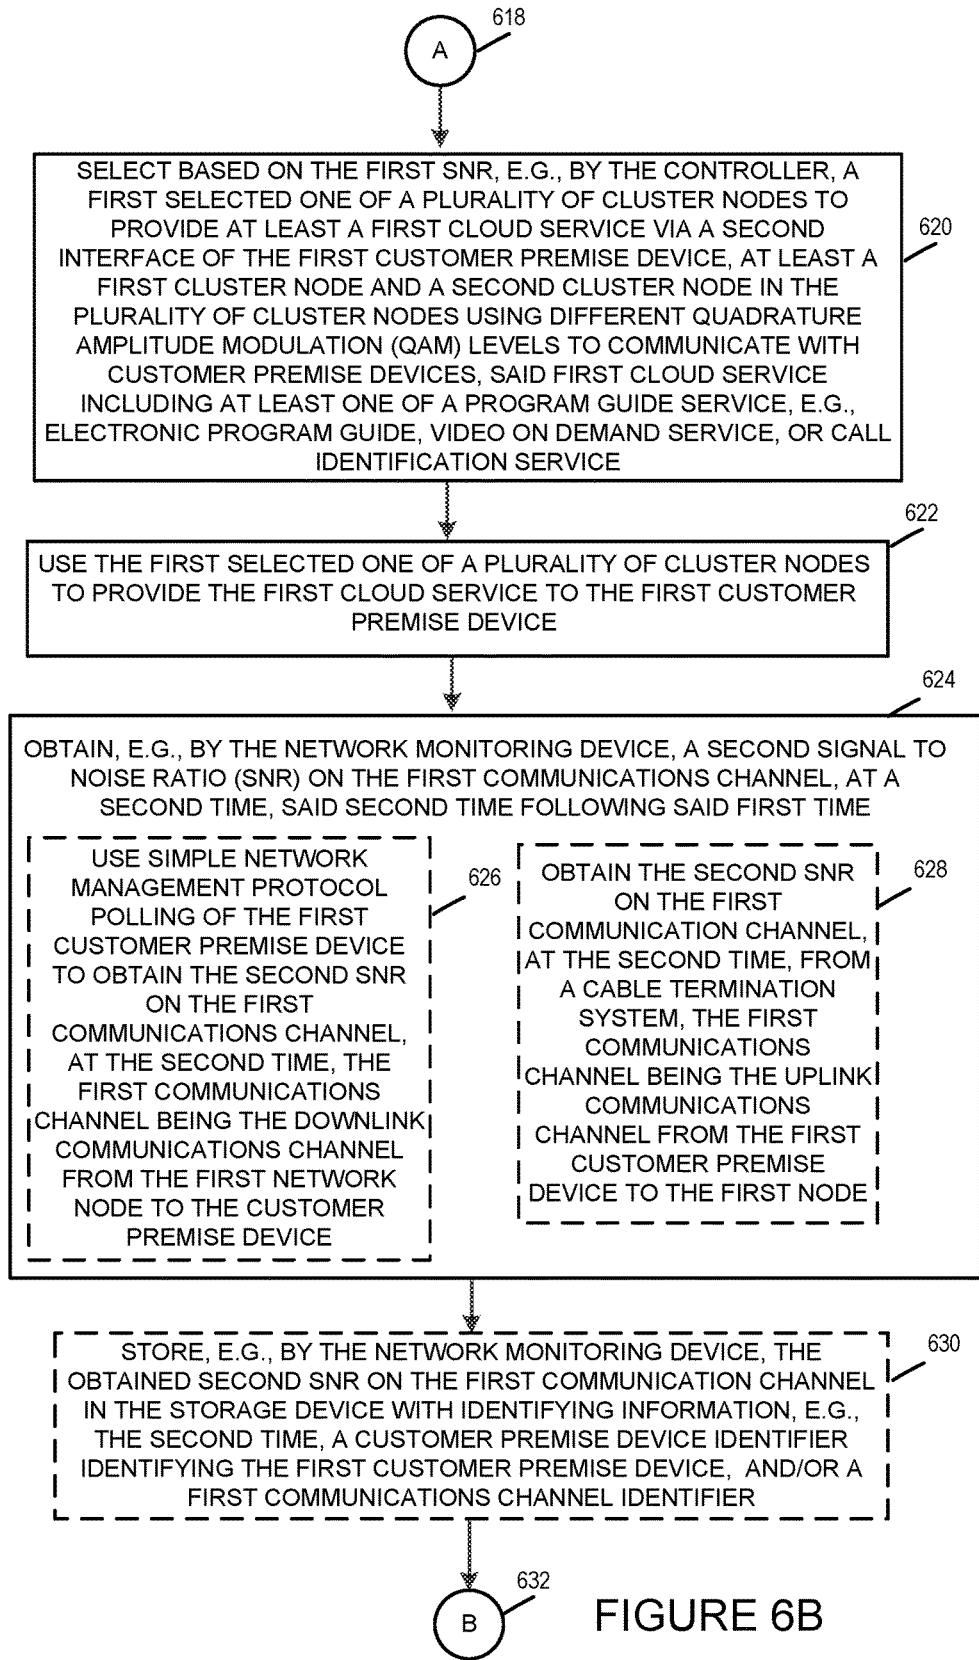 618
A
SELECT BASED ON THE FIRST SNR, E.G., BY THE CONTROLLER, A
FIRST SELECTED ONE OF A PLURALITY OF CLUSTER NODES TO
PROVIDE AT LEAST A FIRST CLOUD SERVICE VIA A SECOND
INTERFACE OF THE FIRST CUSTOMER PREMISE DEVICE, AT LEAST A
FIRST CLUSTER NODE AND A SECOND CLUSTER NODE IN THE
PLURALITY OF CLUSTER NODES USING DIFFERENT QUADRATURE
AMPLITUDE MODULATION (QAM) LEVELS TO COMMUNICATE WITH
CUSTOMER PREMISE DEVICES, SAID FIRST CLOUD SERVICE
INCLUDING AT LEAST ONE OF A PROGRAM GUIDE SERVICE, E.G.,
ELECTRONIC PROGRAM GUIDE, VIDEO ON DEMAND SERVICE, OR CALL
IDENTIFICATION SERVICE
620
USE THE FIRST SELECTED ONE OF A PLURALITY OF CLUSTER NODES
TO PROVIDE THE FIRST CLOUD SERVICE TO THE FIRST CUSTOMER
PREMISE DEVICE
622
624
OBTAIN, E.G., BY THE NETWORK MONITORING DEVICE, A SECOND SIGNAL TO
NOISE RATIO (SNR) ON THE FIRST COMMUNICATIONS CHANNEL, AT A
SECOND TIME, SAID SECOND TIME FOLLOWING SAID FIRST TIME
USE SIMPLE NETWORK
MANAGEMENT PROTOCOL
POLLING OF THE FIRST
CUSTOMER PREMISE DEVICE
TO OBTAIN THE SECOND SNR
ON THE FIRST
COMMUNICATIONS CHANNEL,
AT THE SECOND TIME, THE
FIRST COMMUNICATIONS
CHANNEL BEING THE DOWNLINK
COMMUNICATIONS CHANNEL
FROM THE FIRST NETWORK
NODE TO THE CUSTOMER
PREMISE DEVICE
626
OBTAIN THE SECOND SNR
ON THE FIRST
COMMUNICATION CHANNEL,
AT THE SECOND TIME, FROM
A CABLE TERMINATION
SYSTEM, THE FIRST
COMMUNICATIONS
CHANNEL BEING THE UPLINK
COMMUNICATIONS
CHANNEL FROM THE FIRST
CUSTOMER PREMISE
DEVICE TO THE FIRST NODE
628
STORE, E.G., BY THE NETWORK MONITORING DEVICE, THE
OBTAINED SECOND SNR ON THE FIRST COMMUNICATION CHANNEL
IN THE STORAGE DEVICE WITH IDENTIFYING INFORMATION, E.G.,
THE SECOND TIME, A CUSTOMER PREMISE DEVICE IDENTIFIER
IDENTIFYING THE FIRST CUSTOMER PREMISE DEVICE, AND/OR A
FIRST COMMUNICATIONS CHANNEL IDENTIFIER
630
632
B
FIGURE 6B